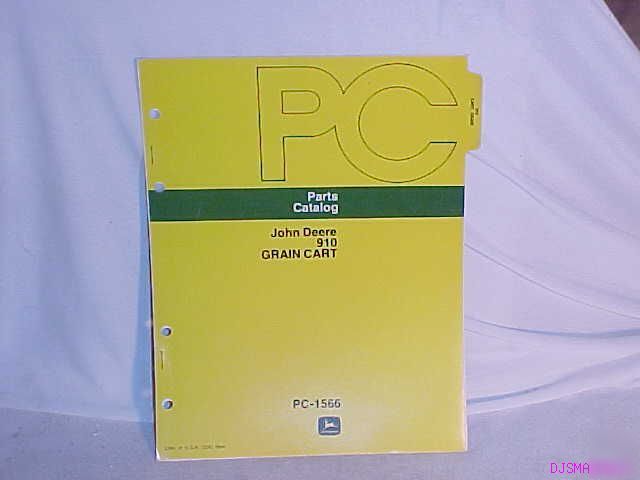 PC
Parts
Catalog
John Deere
910
GRAIN CART
PC-1566
DJSMA